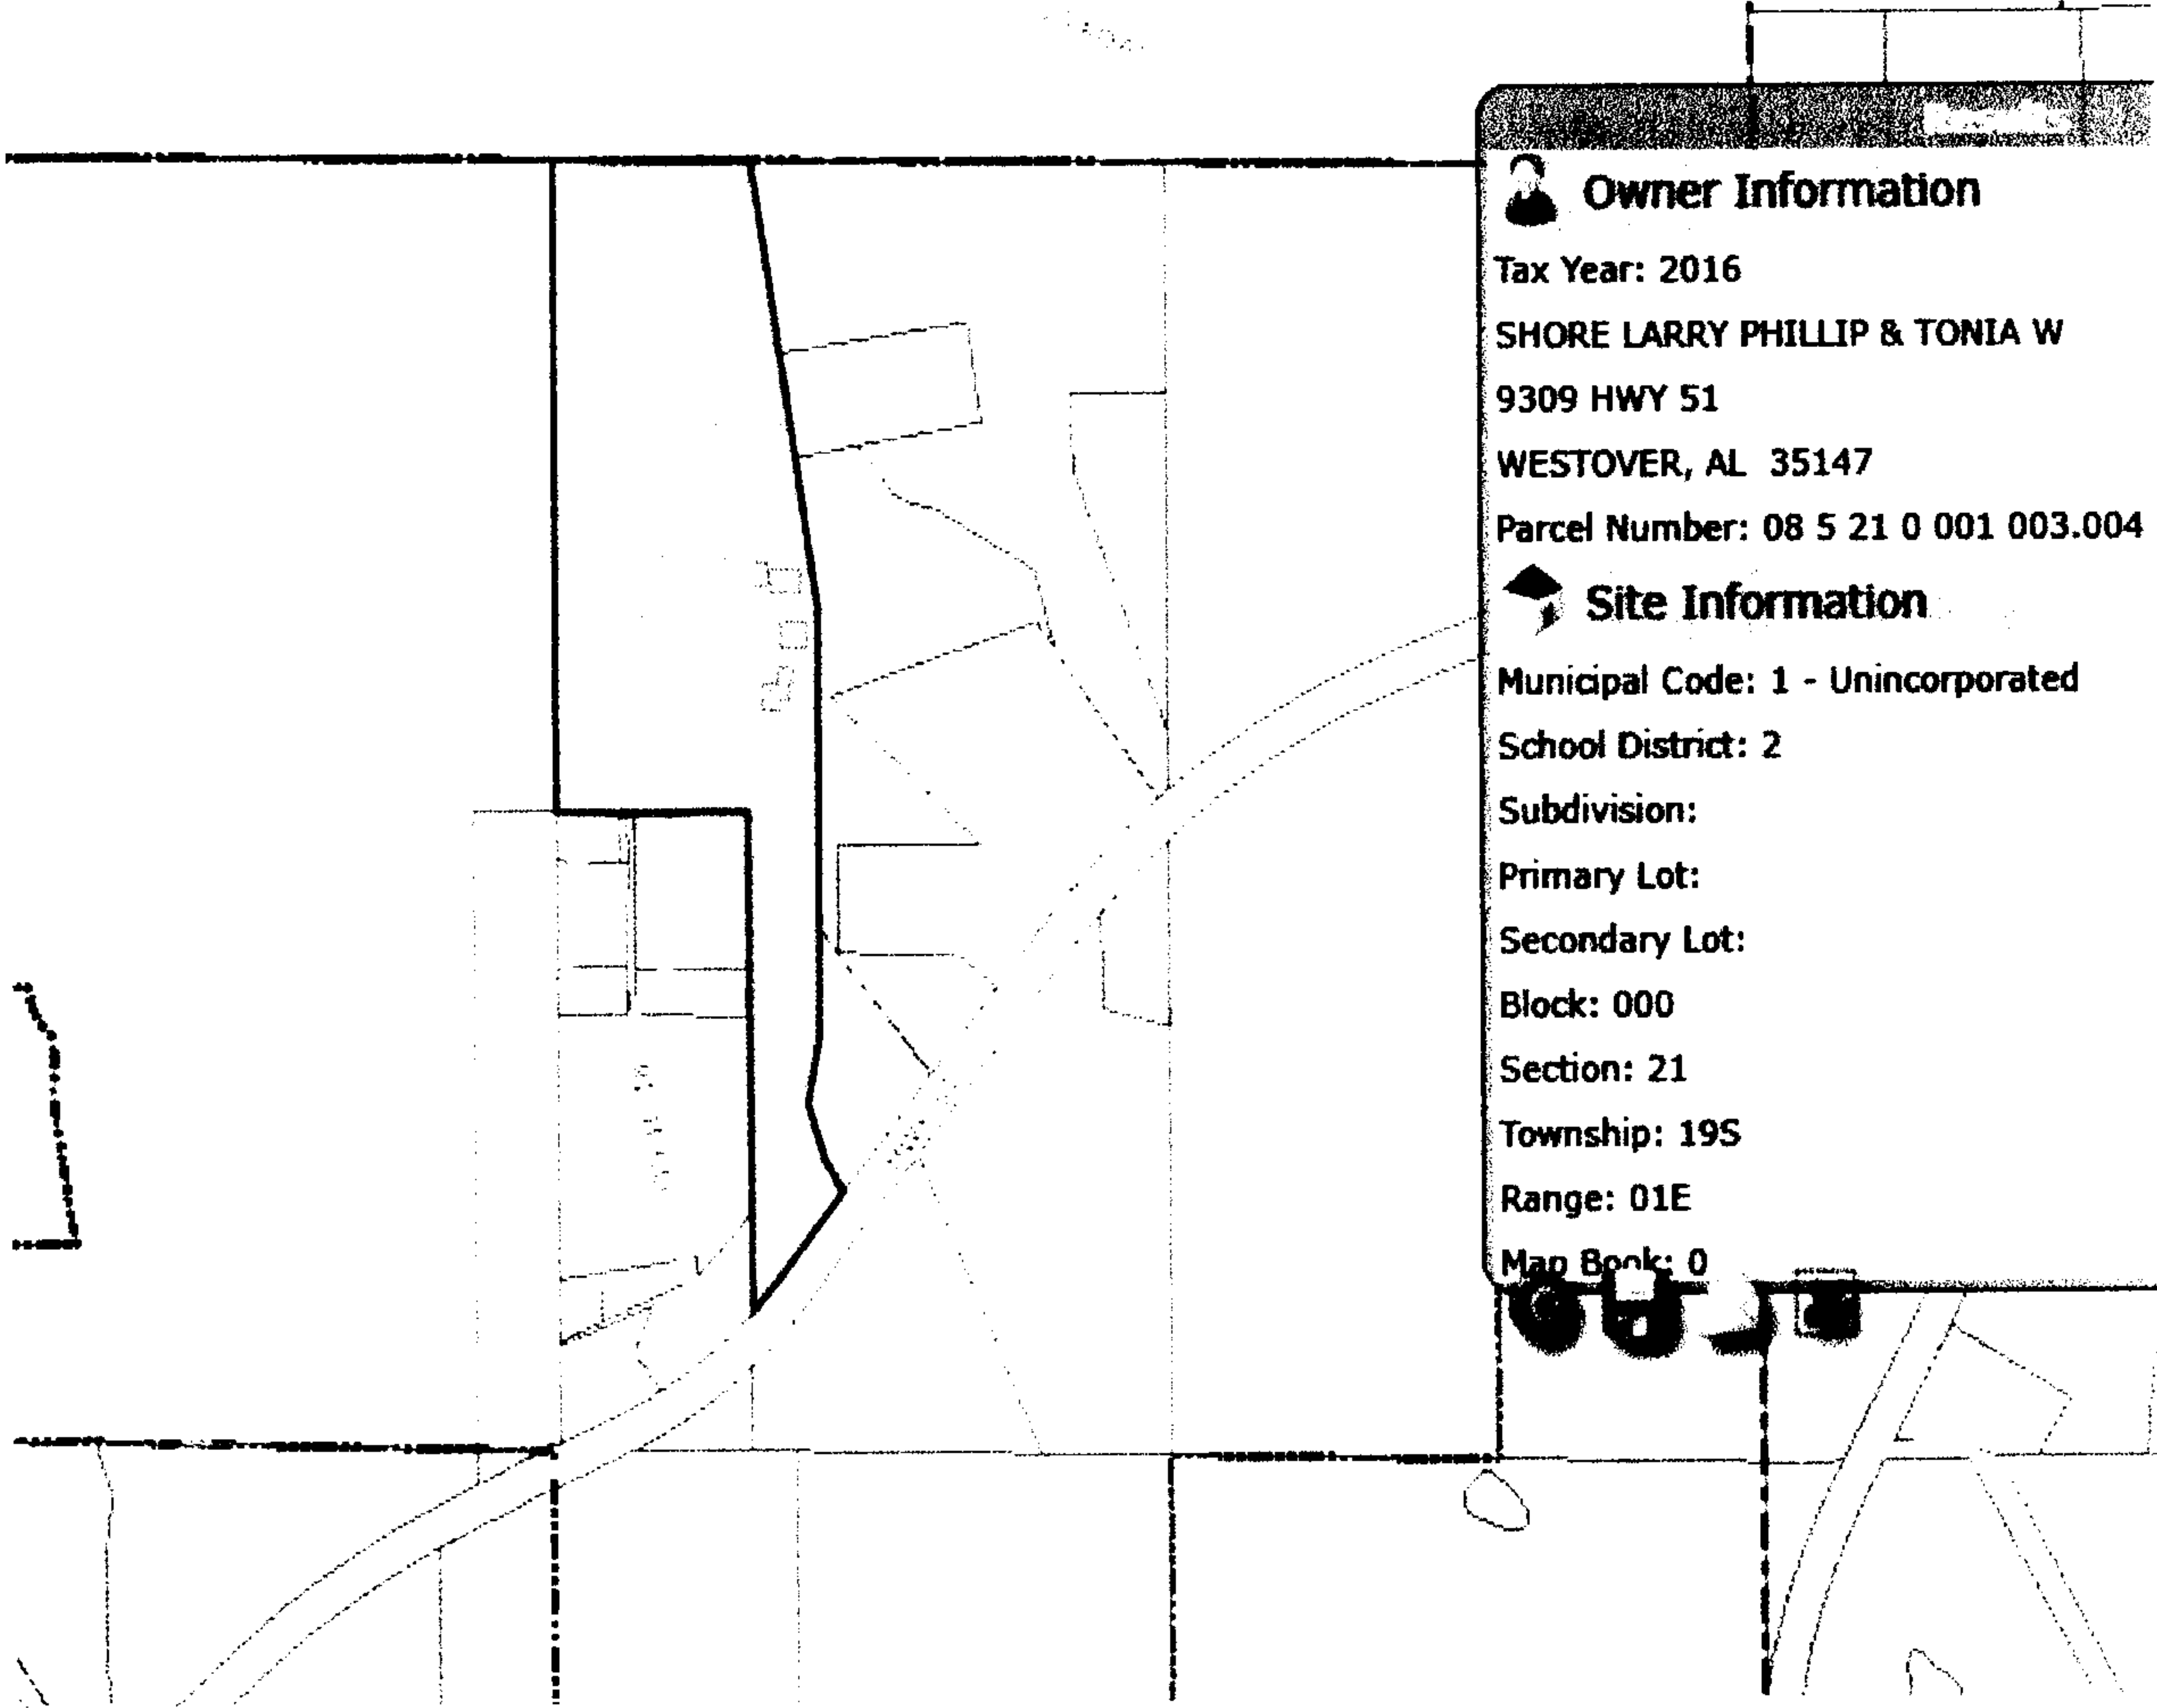 Owner Information
Tax Year: 2016
SHORE LARRY PHILLIP & TONIA W
9309 HWY 51
WESTOVER, AL 35147
Parcel Number: 08 5 21 0 001 003.004
Site Information
Municipal Code: 1 - Unincorporated
School District: 2
Subdivision:
Primary Lot:
Secondary Lot:
Block: 000
Section: 21
Township: 19S
Range: 01E
Map Book: 0